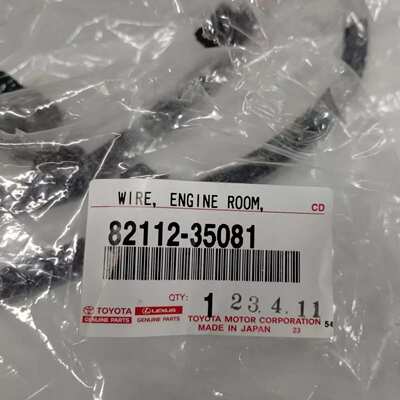 WIRE, ENGINE ROOM,
CD
82112-35081
QTY: 1 23.4.11
TOYOTA LEXUS TOYOTA MOTOR CORPORATION 54
GENUINE PARTS GENUINE PARTS MADE IN JAPAN 23